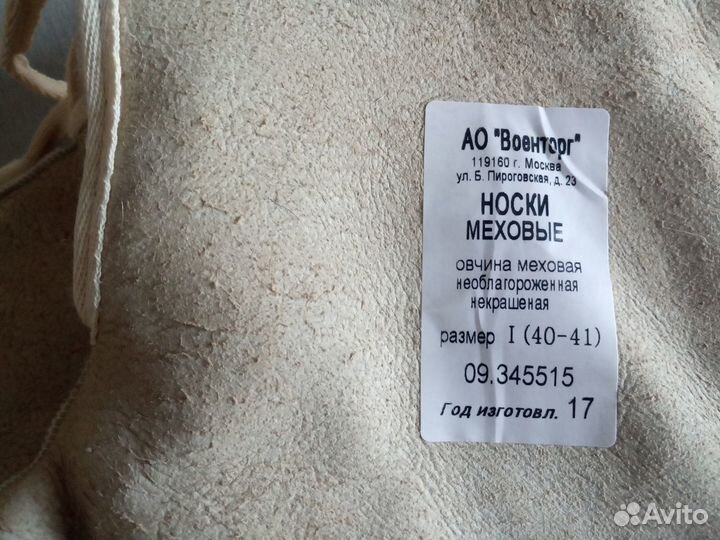 АО "Военторг"
119160 г. Москва
ул. Б. Пироговская, д. 23
НОСКИ
МЕХОВЫЕ
овчина меховая
необлагороженная
некрашеная
размер I (40-41)
09.345515
Год изготовл. 17
Avito